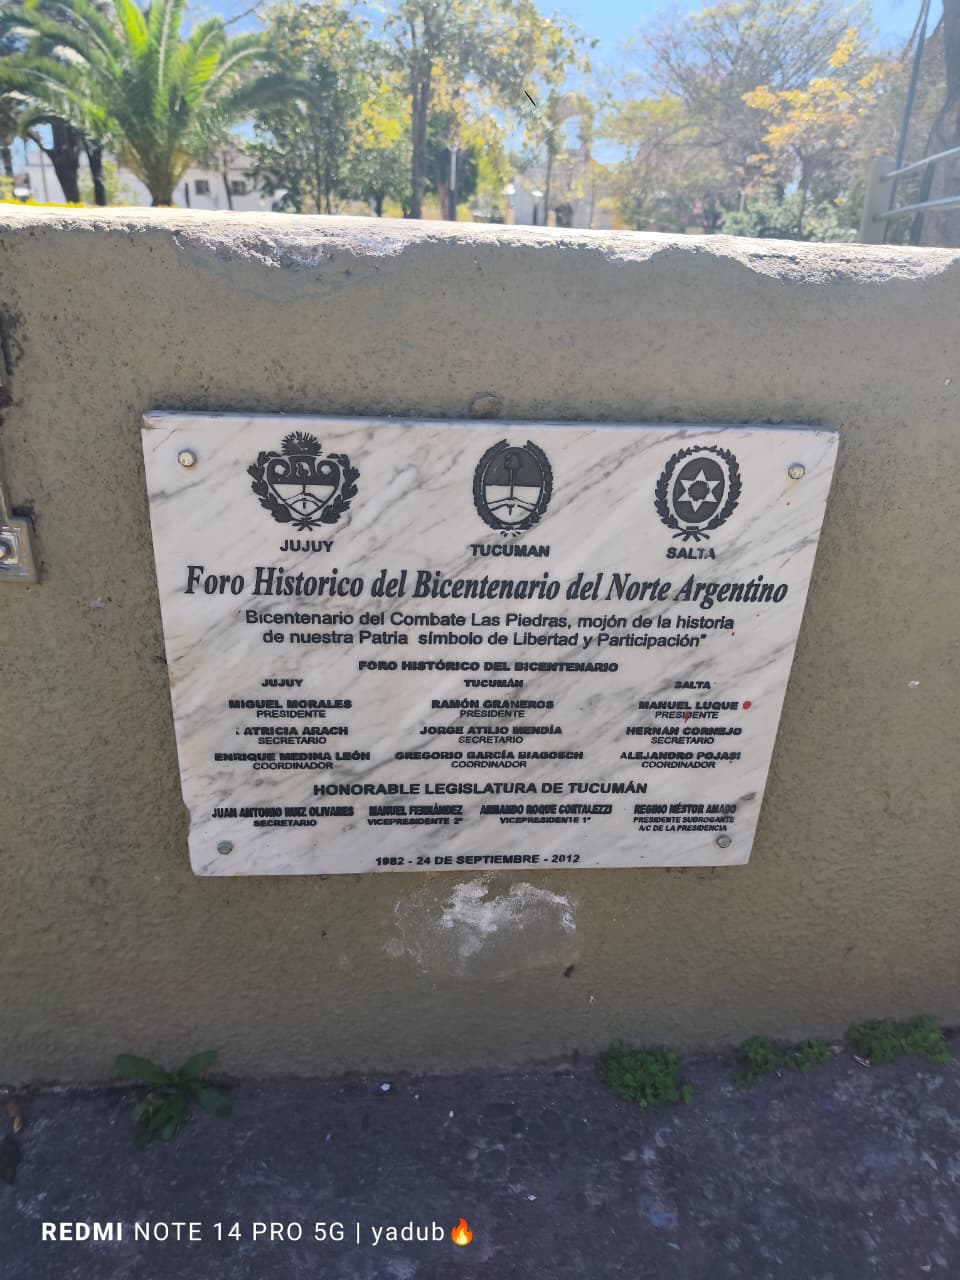 JUJUY TUCUMAN SALTA
Foro Historico del Bicentenario del Norte Argentino
"Bicentenario del Combate Las Piedras, mojón de la historia
de nuestra Patria símbolo de Libertad y Participación"
FORO HISTÓRICO DEL BICENTENARIO
JUJUY TUCUMÁN SALTA
MIGUEL MORALES RAMÓN GRANEROS MANUEL LUQUE
PRESIDENTE PRESIDENTE PRESIDENTE
ATRICIA ARACH JORGE ATILIO MENDÍA HERNÁN CORNEJO
SECRETARIO SECRETARIO SECRETARIO
ENRIQUE MEDINA LEÓN GREGORIO GARCÍA BIAGOSCH ALEJANDRO POJASI
COORDINADOR COORDINADOR COORDINADOR
HONORABLE LEGISLATURA DE TUCUMÁN
JUAN ANTONIO RUIZ OLIVARES MANUEL FERNÁNDEZ ARMANDO ROQUE CORTALEZZI REGINO NÉSTOR AMADO
SECRETARIO VICEPRESIDENTE 2° VICEPRESIDENTE 1° PRESIDENTE SUBROGANTE
A/C DE LA PRESIDENCIA
1982 - 24 DE SEPTIEMBRE - 2012
REDMI NOTE 14 PRO 5G | yadub🔥